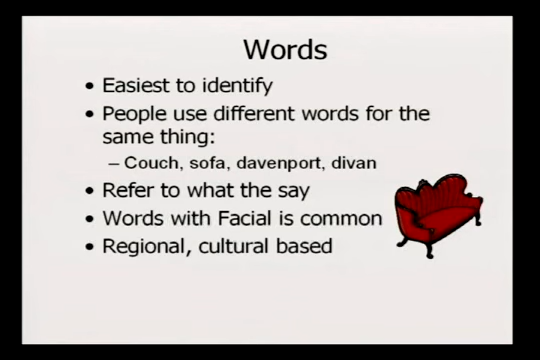 Words
• Easiest to identify
• People use different words for the
same thing:
– Couch, sofa, davenport, divan
• Refer to what the say
• Words with Facial is common
• Regional, cultural based